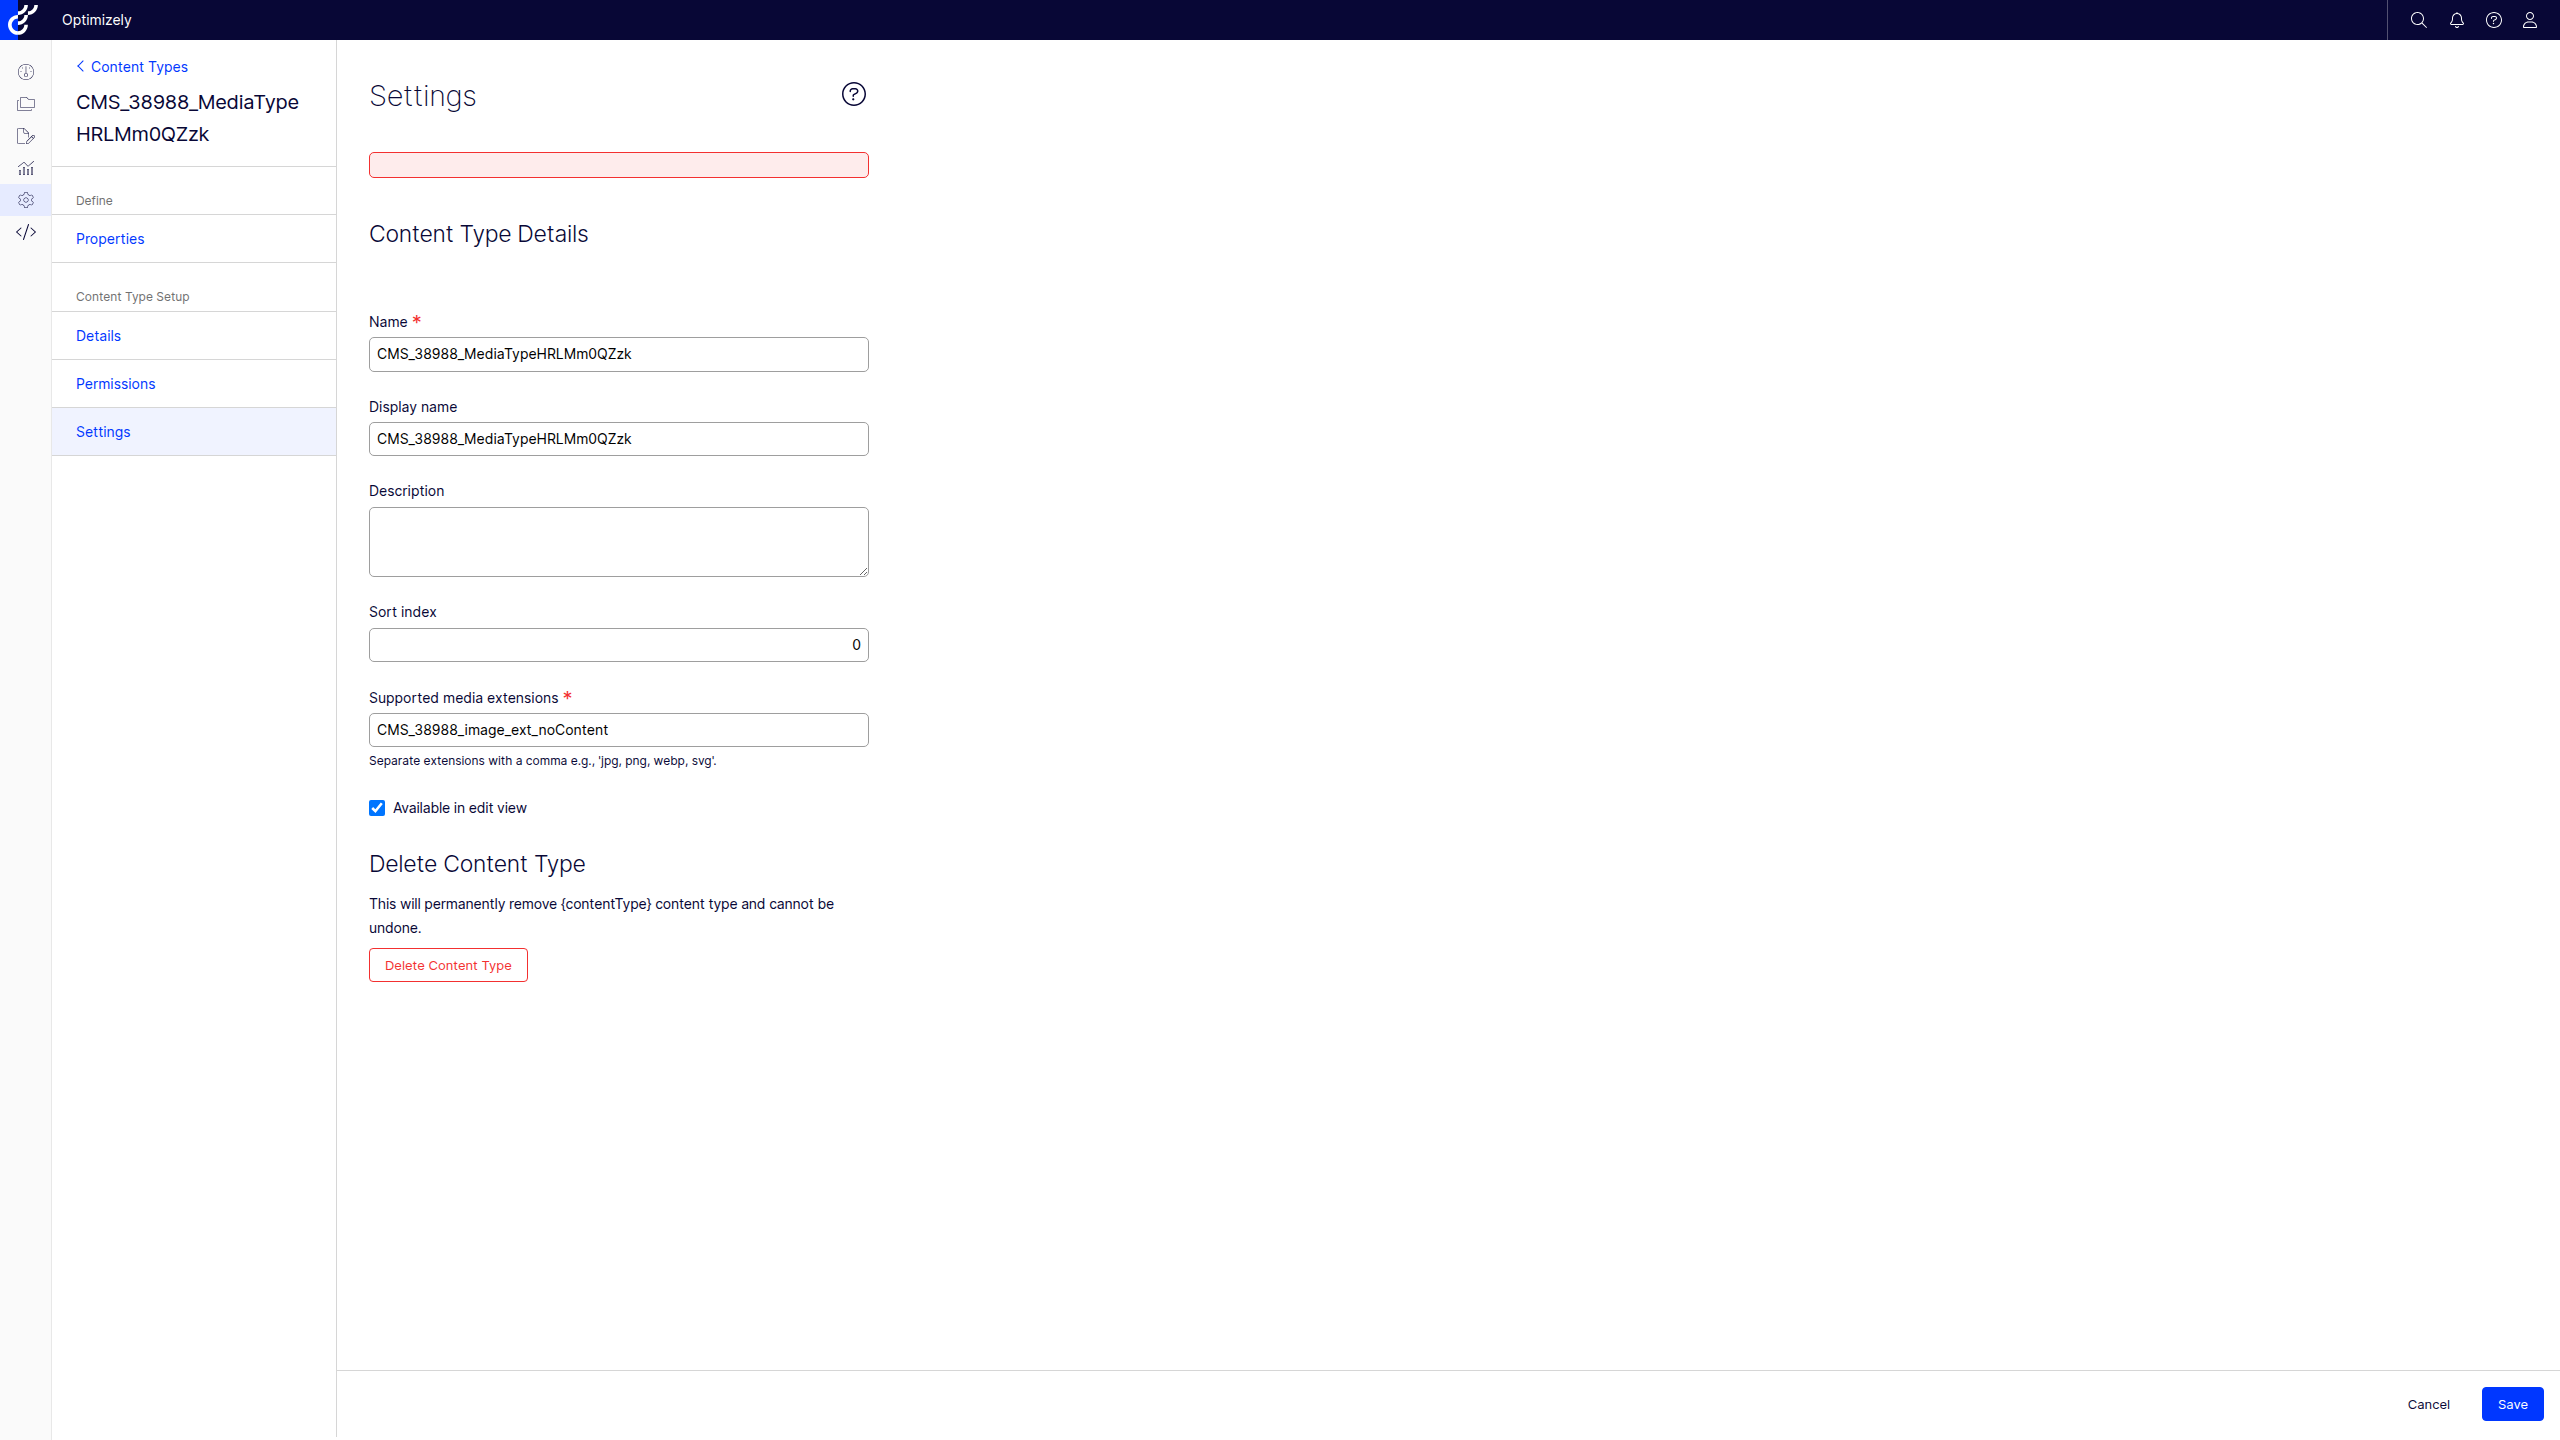 Optimizely
Content Types
CMS_38988_MediaType
HRLMm0QZzk
Define
Properties
Content Type Setup
Details
Permissions
Settings
Settings
Content Type Details
Name *
CMS_38988_MediaTypeHRLMm0QZzk
Display name
CMS_38988_MediaTypeHRLMm0QZzk
Description
Sort index
0
Supported media extensions *
CMS_38988_image_ext_noContent
Separate extensions with a comma e.g., 'jpg, png, webp, svg'.
Available in edit view
Delete Content Type
This will permanently remove {contentType} content type and cannot be
undone.
Delete Content Type
Cancel
Save